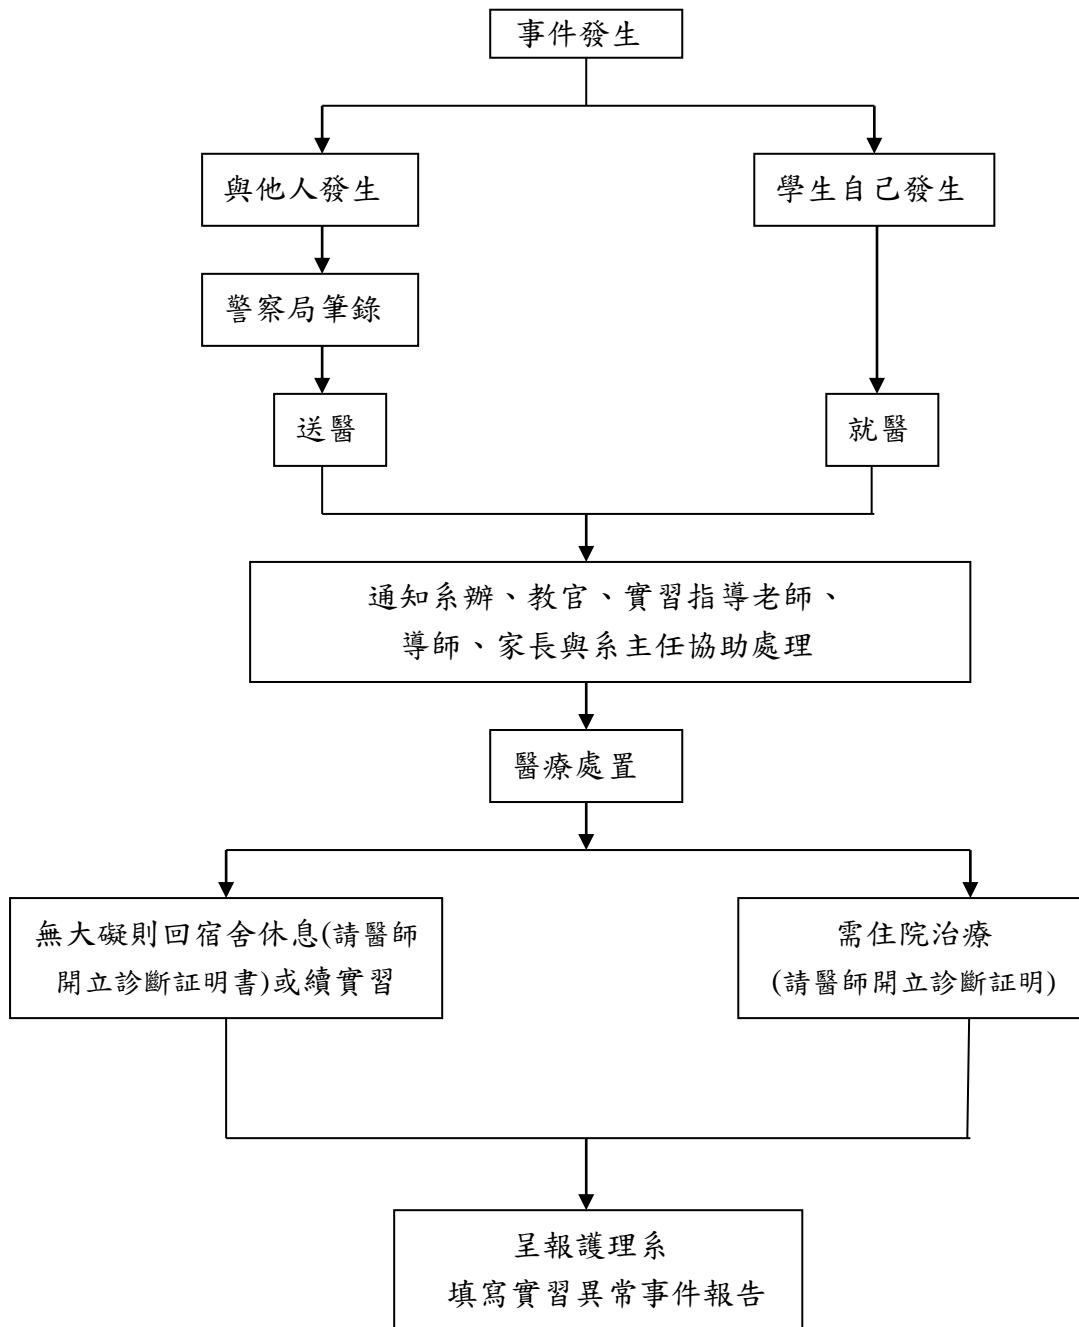 事件發生
與他人發生
學生自己發生
警察局筆錄
送醫
就醫
通知系辦、教官、實習指導老師、
導師、家長與系主任協助處理
醫療處置
無大礙則回宿舍休息(請醫師
開立診斷証明書)或續實習
需住院治療
(請醫師開立診斷証明)
呈報護理系
填寫實習異常事件報告